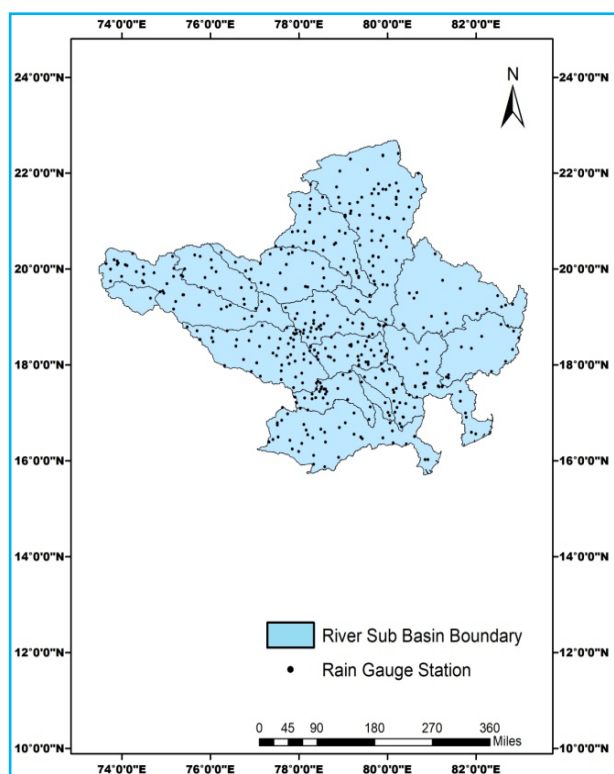 74°0'0"E 76°0'0"E 78°0'0"E 80°0'0"E 82°0'0"E
N
24°0'0"N 24°0'0"N
22°0'0"N 22°0'0"N
20°0'0"N 20°0'0"N
18°0'0"N 18°0'0"N
16°0'0"N 16°0'0"N
14°0'0"N 14°0'0"N
12°0'0"N 12°0'0"N
10°0'0"N 10°0'0"N
River Sub Basin Boundary
Rain Gauge Station
0 45 90 180 270 360
Miles
74°0'0"E 76°0'0"E 78°0'0"E 80°0'0"E 82°0'0"E